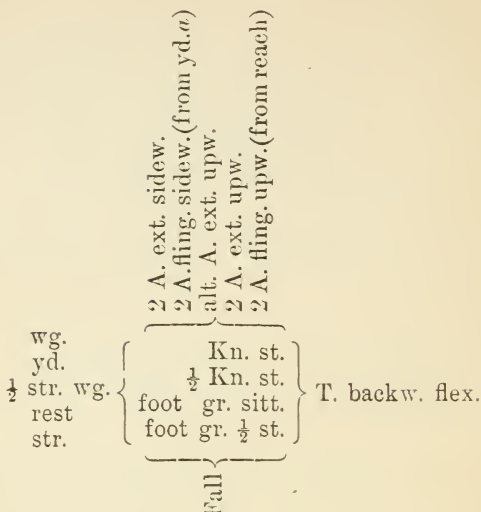 2 A. ext. sidew.
2 A. fling. sidew. (from yd.a)
alt. A. ext. upw.
2 A. ext. upw.
2 A. fling. upw. (from reach)
wg.
yd.
½ str. wg.
rest
str.
Kn. st.
½ Kn. st.
foot gr. sitt.
foot gr. ½ st.
T. backw. flex.
Fall